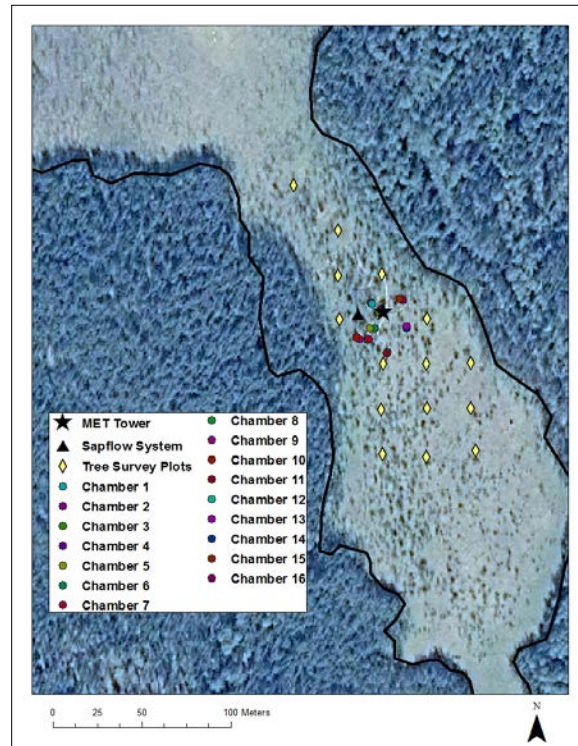 MET Tower
Sapflow System
Tree Survey Plots
Chamber 1
Chamber 2
Chamber 3
Chamber 4
Chamber 5
Chamber 6
Chamber 7
Chamber 8
Chamber 9
Chamber 10
Chamber 11
Chamber 12
Chamber 13
Chamber 14
Chamber 15
Chamber 16
0 25 50 100 Meters
N